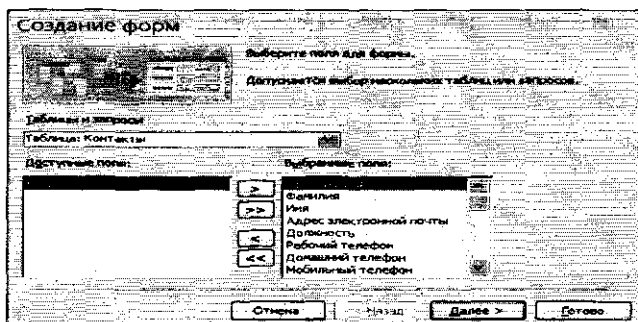 Создание форм
Выберите поля для формы.
Допускается выбор нескольких таблиц или запросов.
Таблицы и запросы
Таблица: Контакты
Доступные поля:
Выбранные поля:
>
>>
<
<<
Фамилия
Имя
Адрес электронной почты
Должность
Рабочий телефон
Домашний телефон
Мобильный телефон
Отмена
< Назад
Далее >
Готово